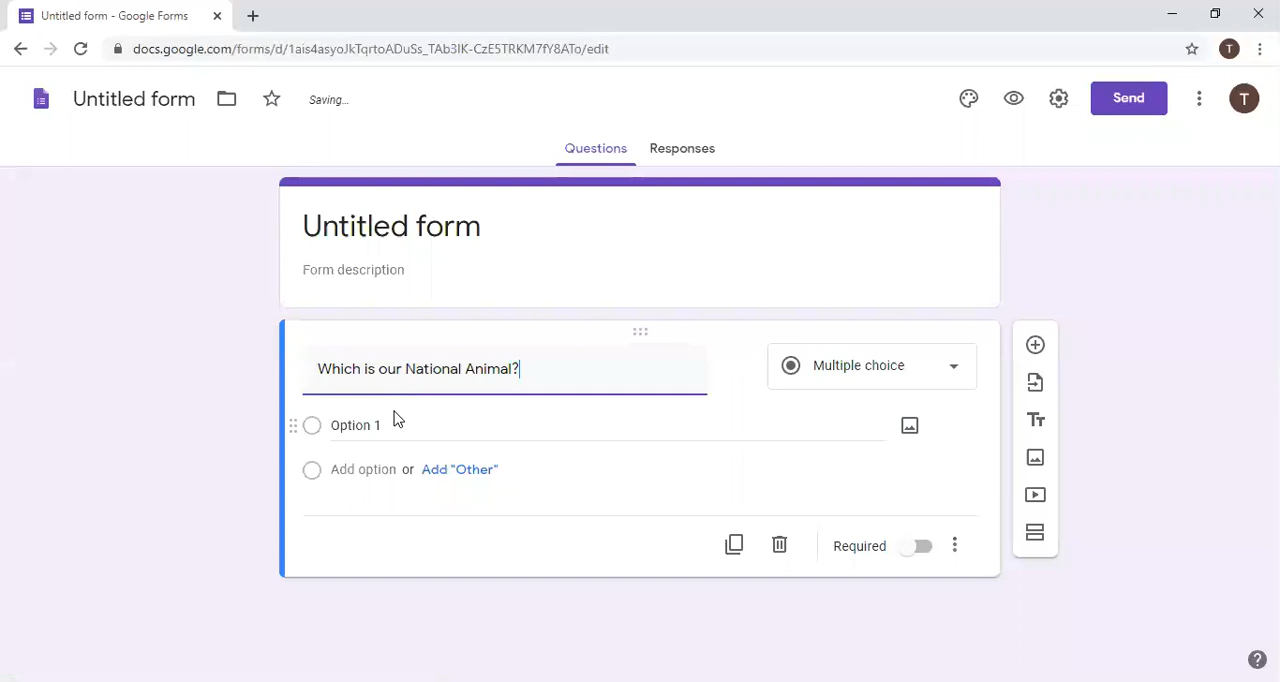 Untitled form - Google Forms
docs.google.com/forms/d/1ais4asyoJkTqrtoADuSs_TAb3IK-CzE5TRKM7fY8ATo/edit
T
Untitled form
Saving...
Send
T
Questions
Responses
Untitled form
Form description
Which is our National Animal?
Multiple choice
Option 1
Add option or Add "Other"
Required